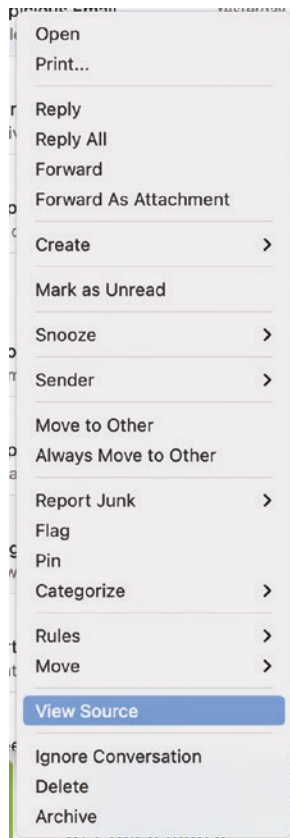 Yesterday
Open
Print...
Reply
Reply All
Forward
Forward As Attachment
Create
Mark as Unread
Snooze
Sender
Move to Other
Always Move to Other
Report Junk
Flag
Pin
Categorize
Rules
Move
View Source
Ignore Conversation
Delete
Archive